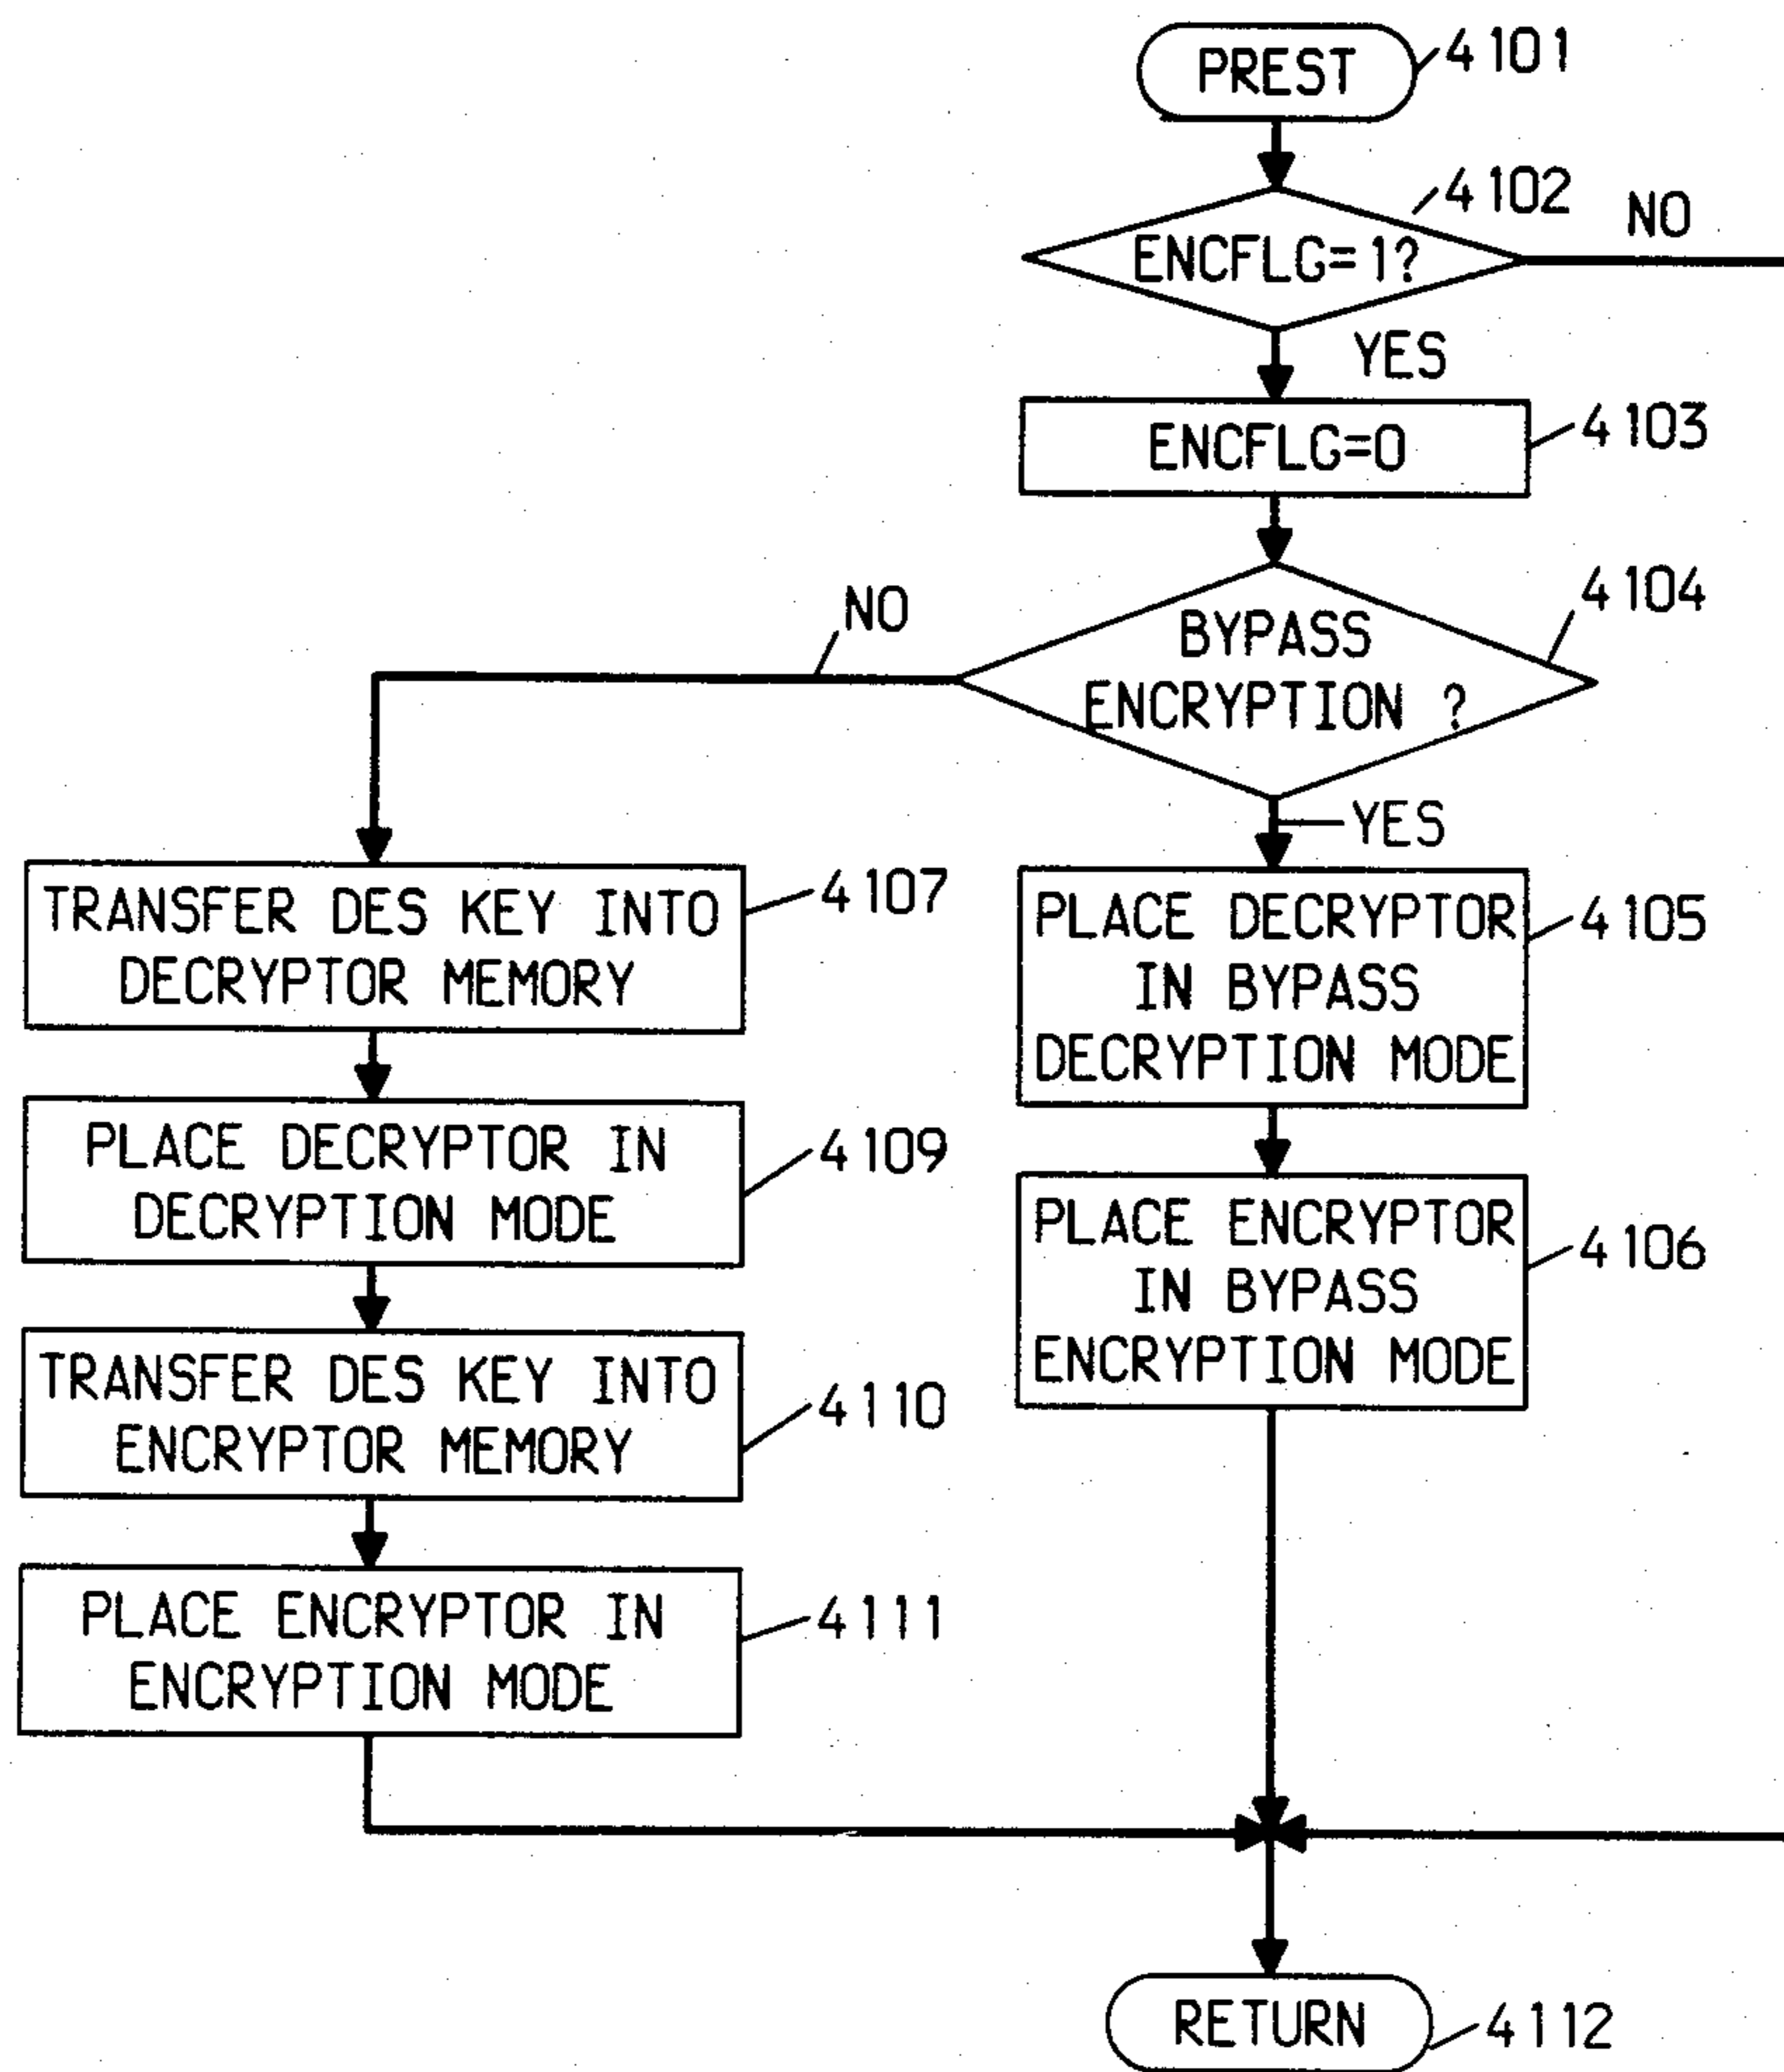 PREST
4101
4102
NO
ENCFLG=1?
YES
ENCFLG=0
4103
4104
NO
BYPASS
ENCRYPTION ?
YES
TRANSFER DES KEY INTO
DECRYPTOR MEMORY
4107
PLACE DECRYPTOR
IN BYPASS
DECRYPTION MODE
4105
PLACE DECRYPTOR IN
DECRYPTION MODE
4109
PLACE ENCRYPTOR
IN BYPASS
ENCRYPTION MODE
4106
TRANSFER DES KEY INTO
ENCRYPTOR MEMORY
4110
PLACE ENCRYPTOR IN
ENCRYPTION MODE
4111
RETURN
4112